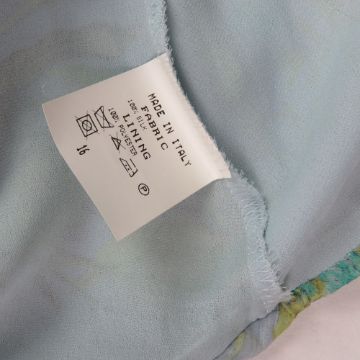 MADE IN ITALY
FABRIC
100% SILK
LINING
100% POLYESTER
P
16